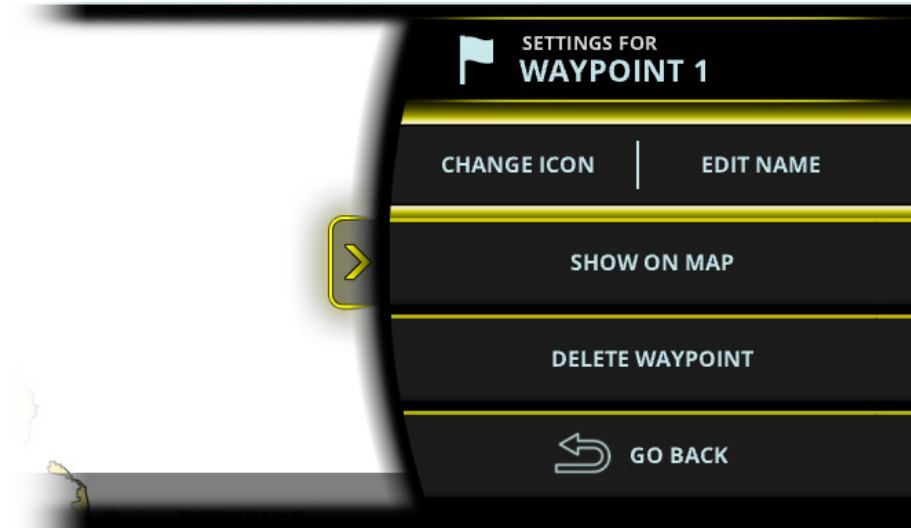 SETTINGS FOR
WAYPOINT 1
CHANGE ICON EDIT NAME
SHOW ON MAP
DELETE WAYPOINT
GO BACK